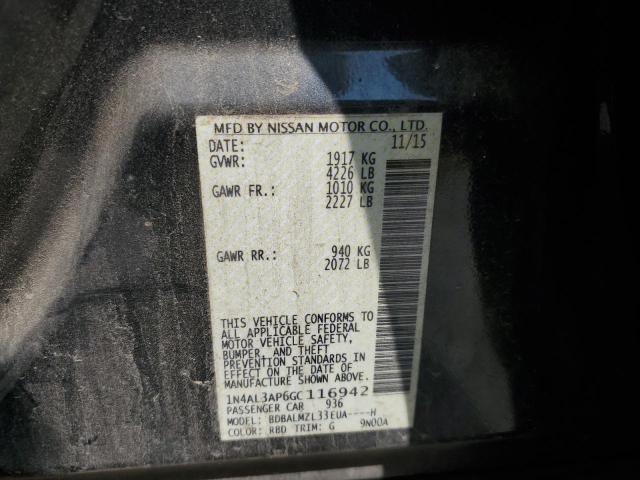 MFD BY NISSAN MOTOR CO., LTD.
DATE: 11/15
GVWR: 1917 KG
4226 LB
GAWR FR.: 1010 KG
2227 LB
GAWR RR.: 940 KG
2072 LB
THIS VEHICLE CONFORMS TO
ALL APPLICABLE FEDERAL
MOTOR VEHICLE SAFETY,
BUMPER, AND THEFT
PREVENTION STANDARDS IN
EFFECT ON THE DATE OF
MANUFACTURE SHOWN ABOVE.
1N4AL3AP6GC116942
PASSENGER CAR 936
MODEL: BDBALMZL33EUA----H
COLOR: RBD TRIM: G 9N00A